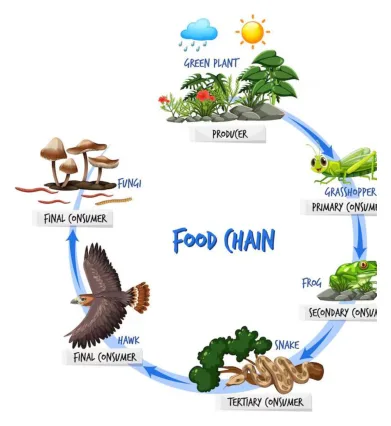 GREEN PLANT
PRODUCER
GRASSHOPPER
PRIMARY CONSUM
FROG
SECONDARY CONSUM
SNAKE
TERTIARY CONSUMER
HAWK
FINAL CONSUMER
FUNGI
FINAL CONSUMER
FOOD CHAIN